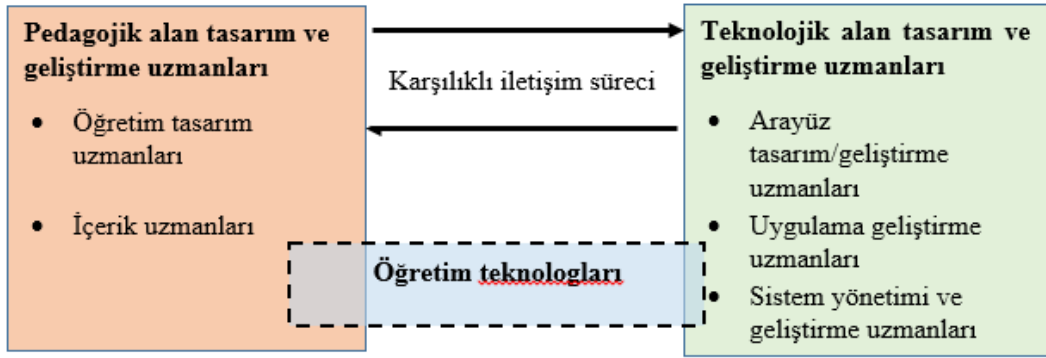 Pedagojik alan tasarım ve
geliştirme uzmanları
• Öğretim tasarım
uzmanları
• İçerik uzmanları
Karşılıklı iletişim süreci
Öğretim teknologları
Teknolojik alan tasarım ve
geliştirme uzmanları
• Arayüz
tasarım/geliştirme
uzmanları
• Uygulama geliştirme
uzmanları
• Sistem yönetimi ve
geliştirme uzmanları